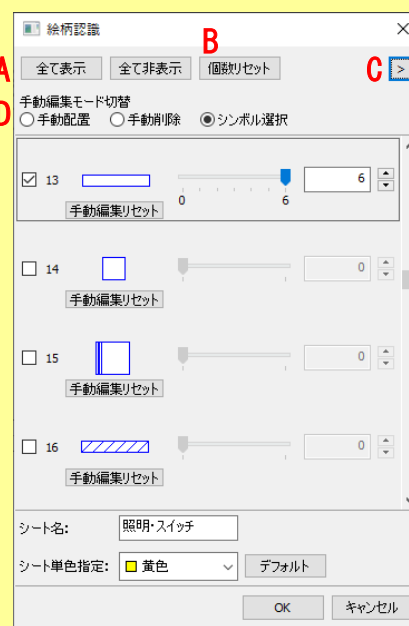 絵柄認識
B
A 全て表示 全て非表示 個数リセット C >
手動編集モード切替
D 手動配置 手動削除 シンボル選択
13 6
手動編集リセット 0 6
14 0
手動編集リセット
15 0
手動編集リセット
16 0
手動編集リセット
シート名: 照明・スイッチ
シート単色指定: 黄色 デフォルト
OK キャンセル